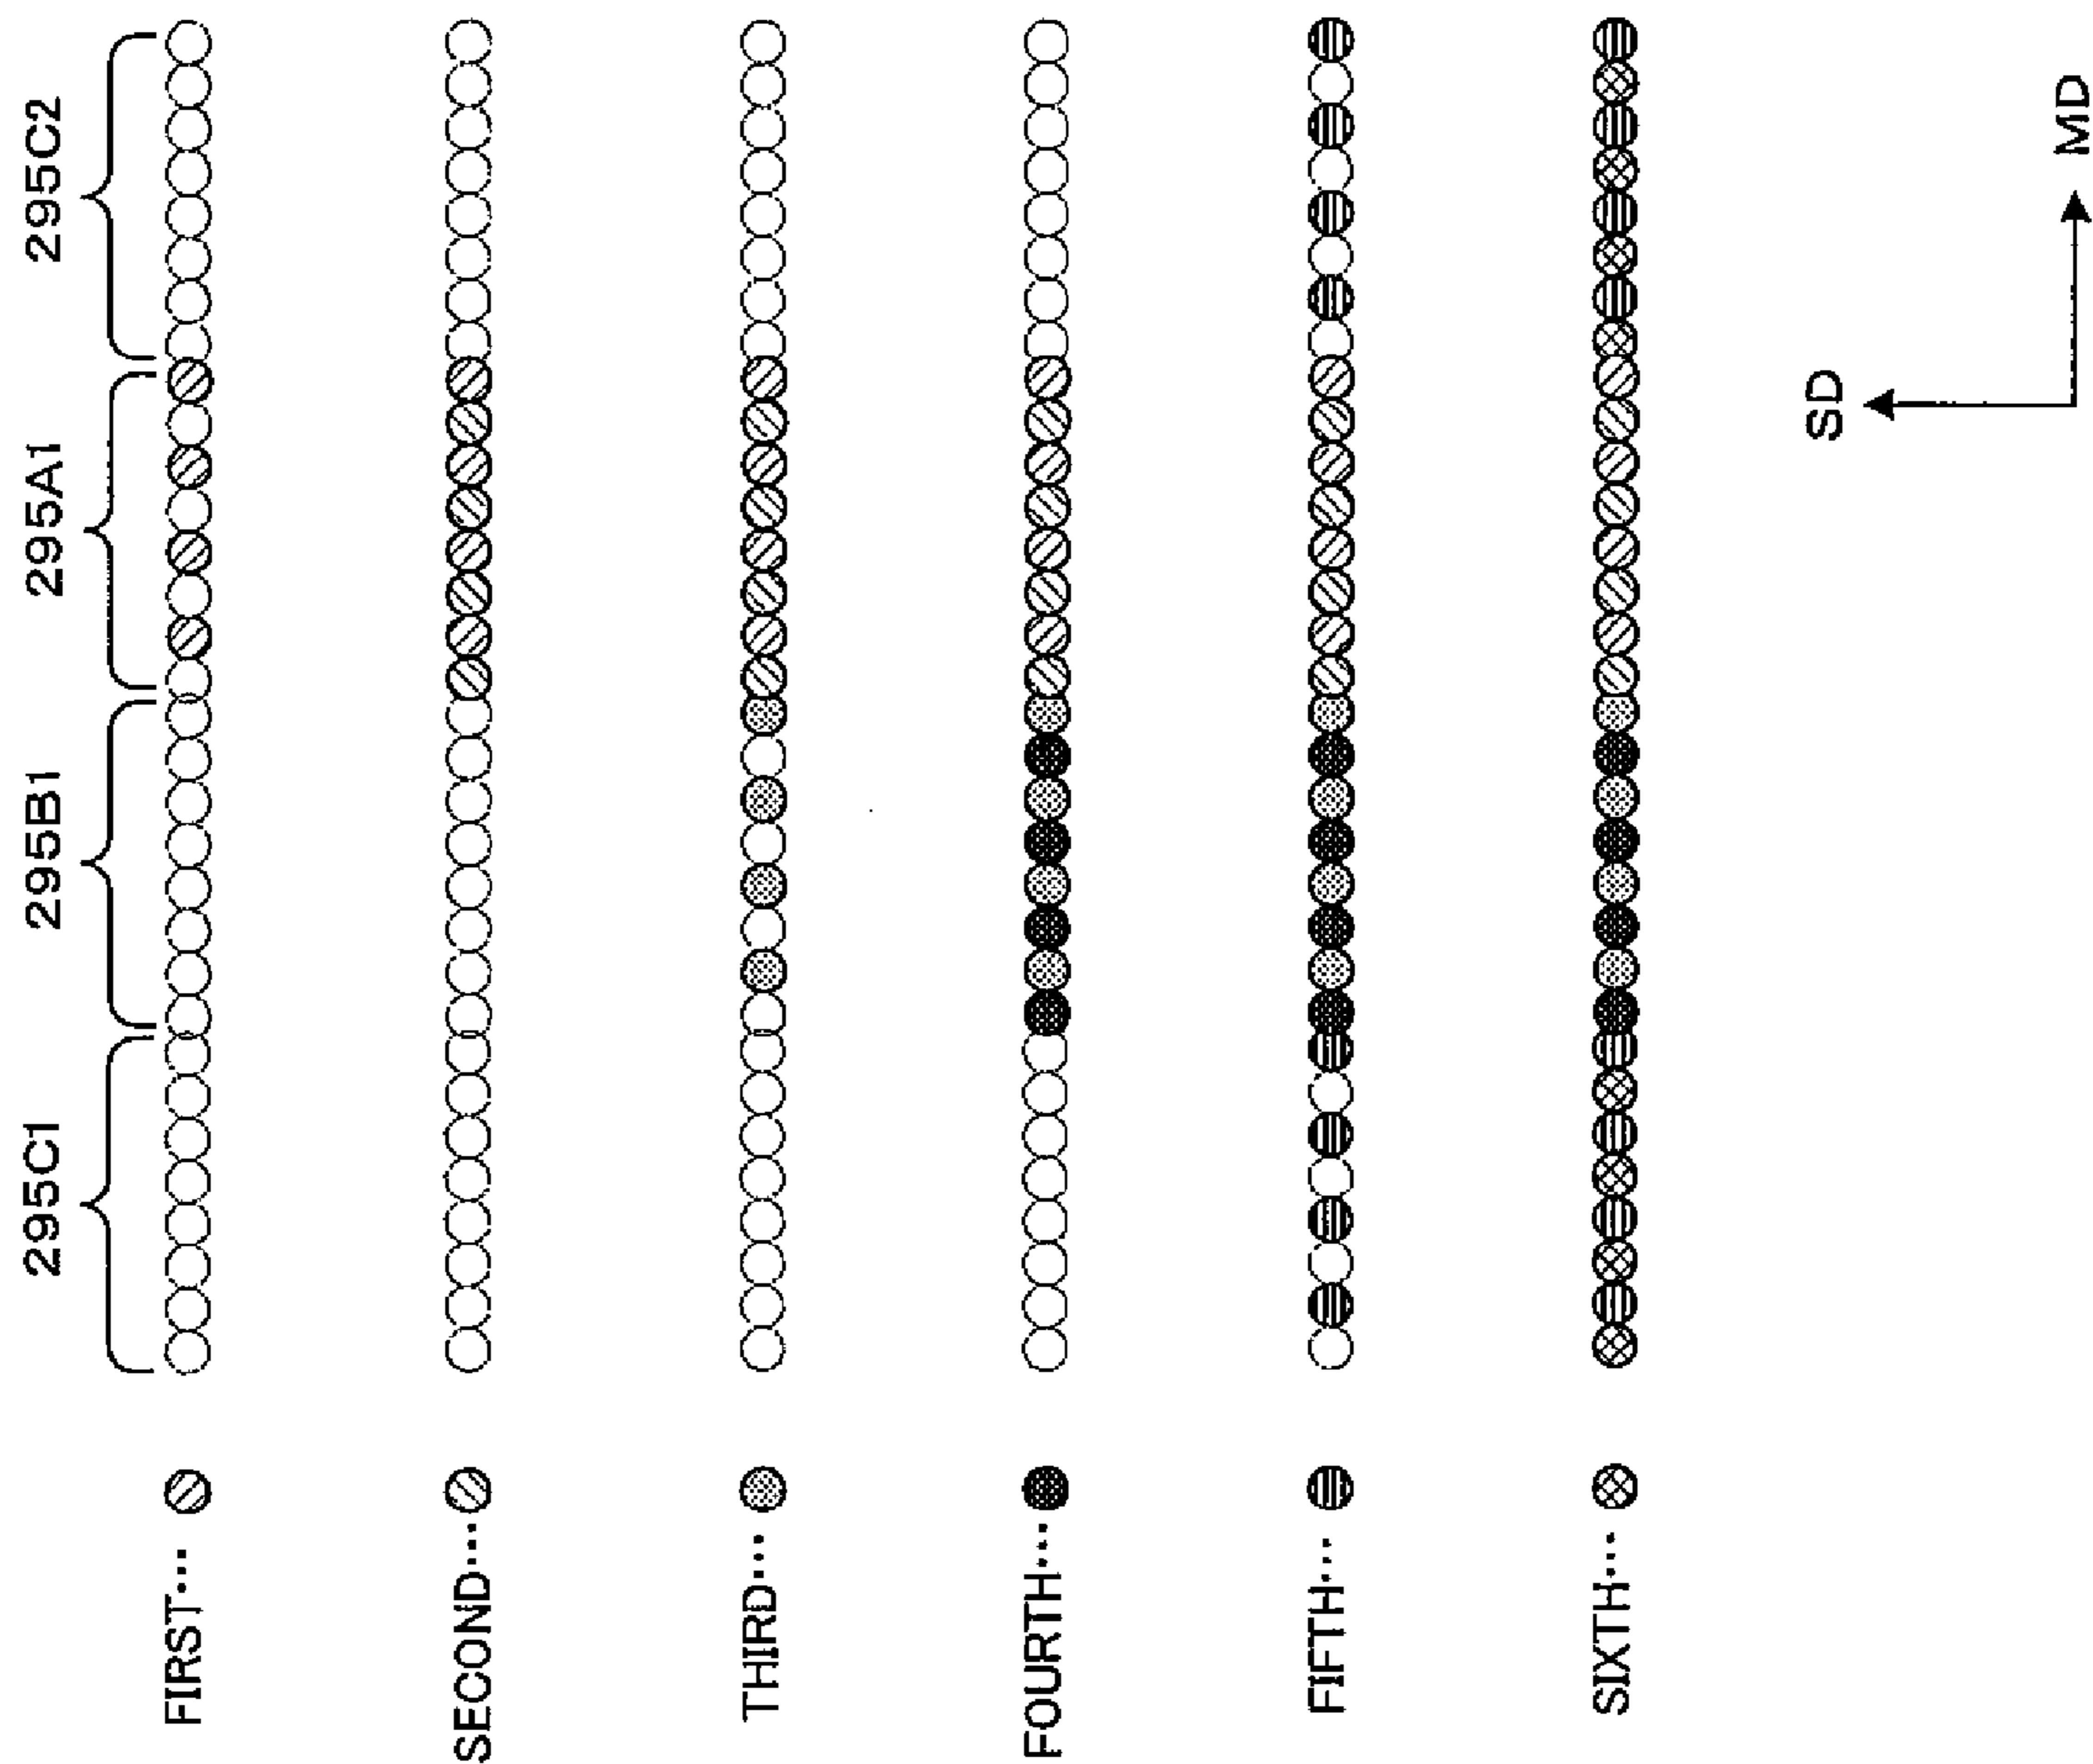 295C1 295B1 295A1 295C2
FIRST···
SECOND···
THIRD···
FOURTH···
FIFTH···
SIXTH···
SD
MD